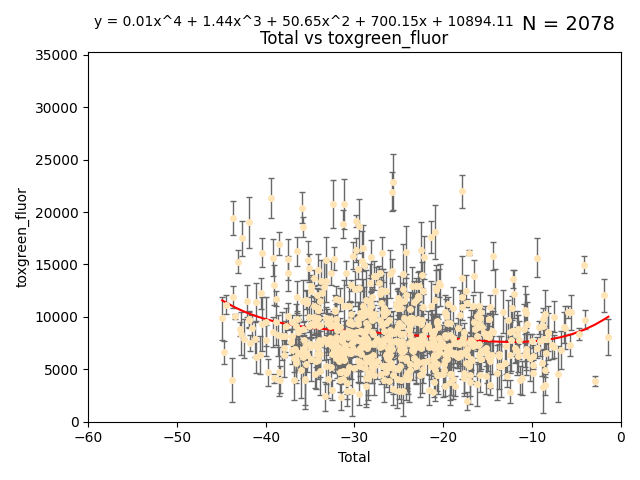 y = 0.01x^4 + 1.44x^3 + 50.65x^2 + 700.15x + 10894.11 N = 2078
Total vs toxgreen_fluor
35000
30000
25000
20000
15000
10000
5000
0
toxgreen_fluor
−60 −50 −40 −30 −20 −10 0
Total